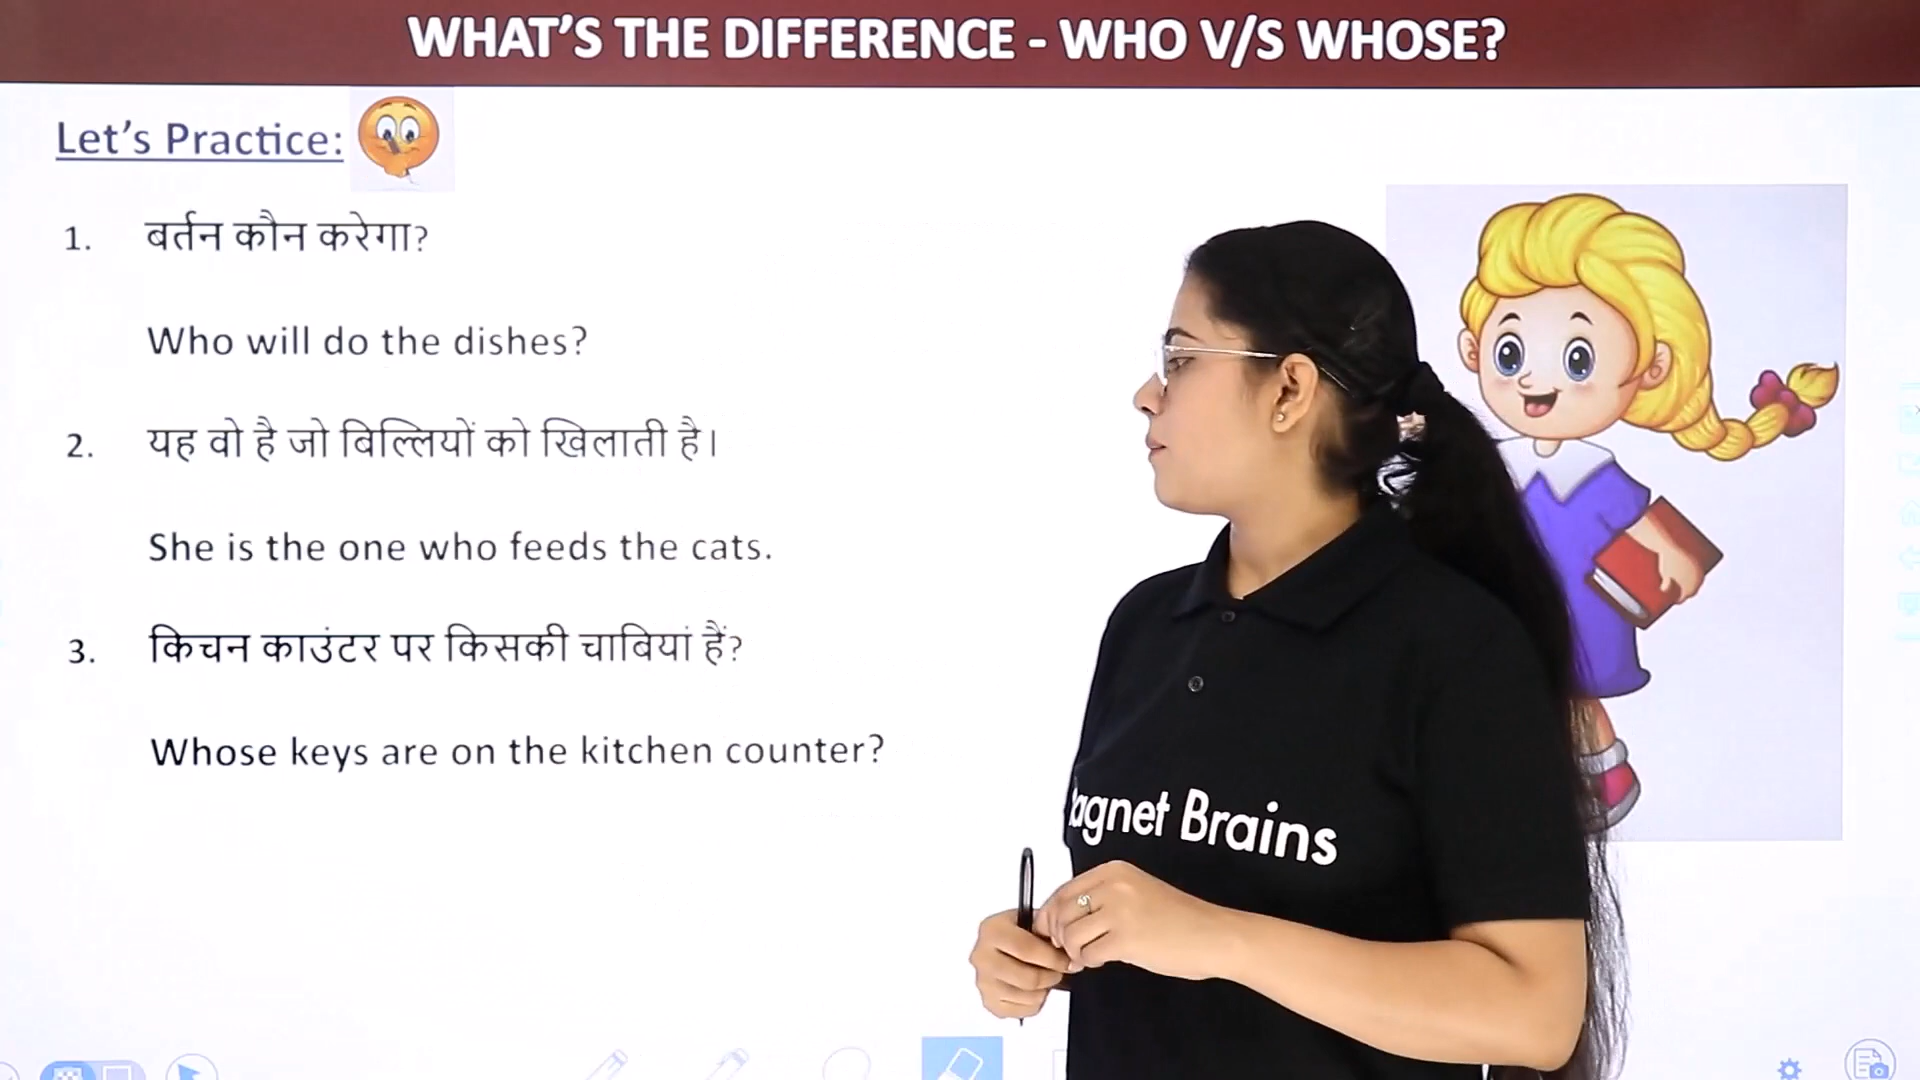 WHAT'S THE DIFFERENCE - WHO V/S WHOSE?
Let's Practice:
1. बर्तन कौन करेगा?
Who will do the dishes?
2. यह वो है जो बिल्लियों को खिलाती है।
She is the one who feeds the cats.
3. किचन काउंटर पर किसकी चाबियां हैं?
Whose keys are on the kitchen counter?
agnet Brains